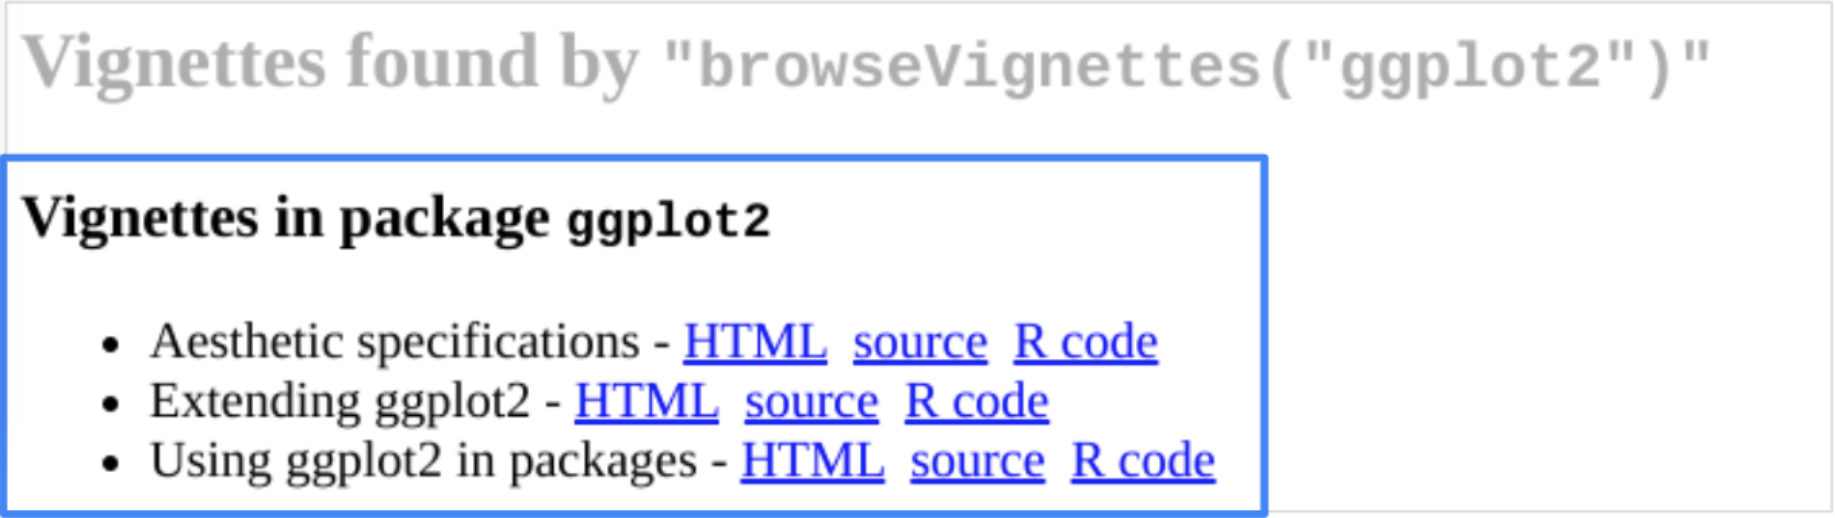 Vignettes found by "browseVignettes("ggplot2")"
Vignettes in package ggplot2
• Aesthetic specifications - HTML source R code
• Extending ggplot2 - HTML source R code
• Using ggplot2 in packages - HTML source R code